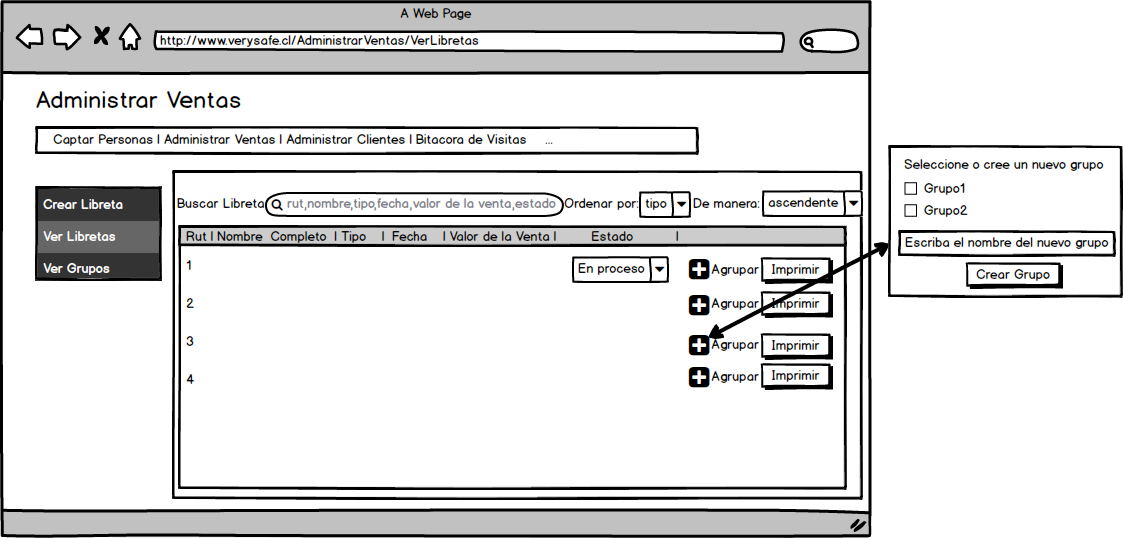 A Web Page
http://www.verysafe.cl/AdministrarVentas/VerLibretas
Administrar Ventas
Captar Personas | Administrar Ventas | Administrar Clientes | Bitacora de Visitas ...
Crear Libreta
Ver Libretas
Ver Grupos
Buscar Libreta rut,nombre,tipo,fecha,valor de la venta,estado Ordenar por: tipo De manera: ascendente
Rut | Nombre Completo | Tipo | Fecha | Valor de la Venta | Estado |
1 En proceso Agrupar Imprimir
2 Agrupar Imprimir
3 Agrupar Imprimir
4 Agrupar Imprimir
Seleccione o cree un nuevo grupo
Grupo1
Grupo2
Escriba el nombre del nuevo grupo
Crear Grupo